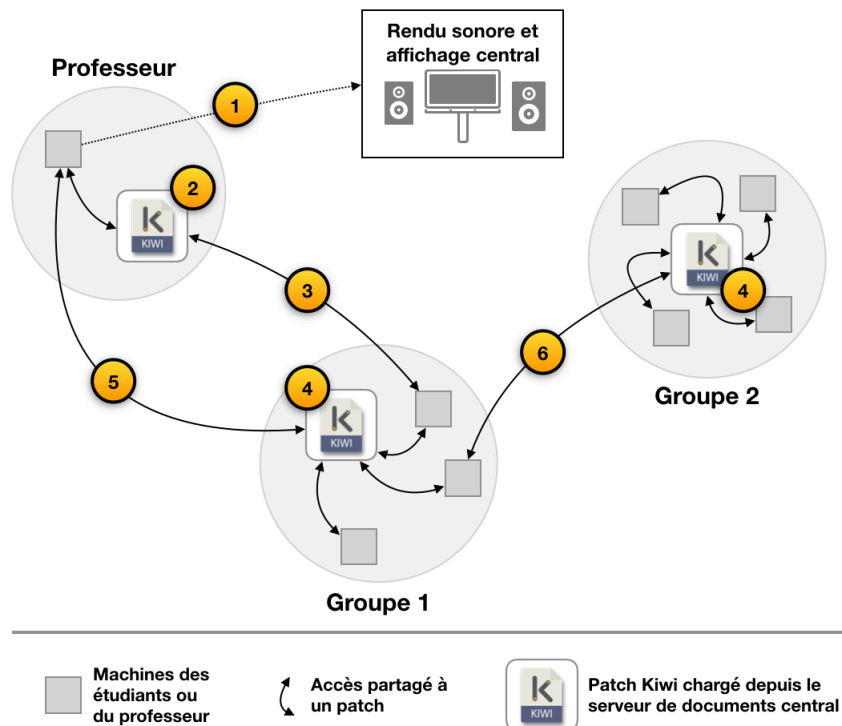 Rendu sonore et
affichage central
Professeur
1
2
KIWI
3
4
KIWI
5
6
KIWI
4
Groupe 2
Groupe 1
Machines des
étudiants ou
du professeur
Accès partagé à
un patch
KIWI
Patch Kiwi chargé depuis le
serveur de documents central